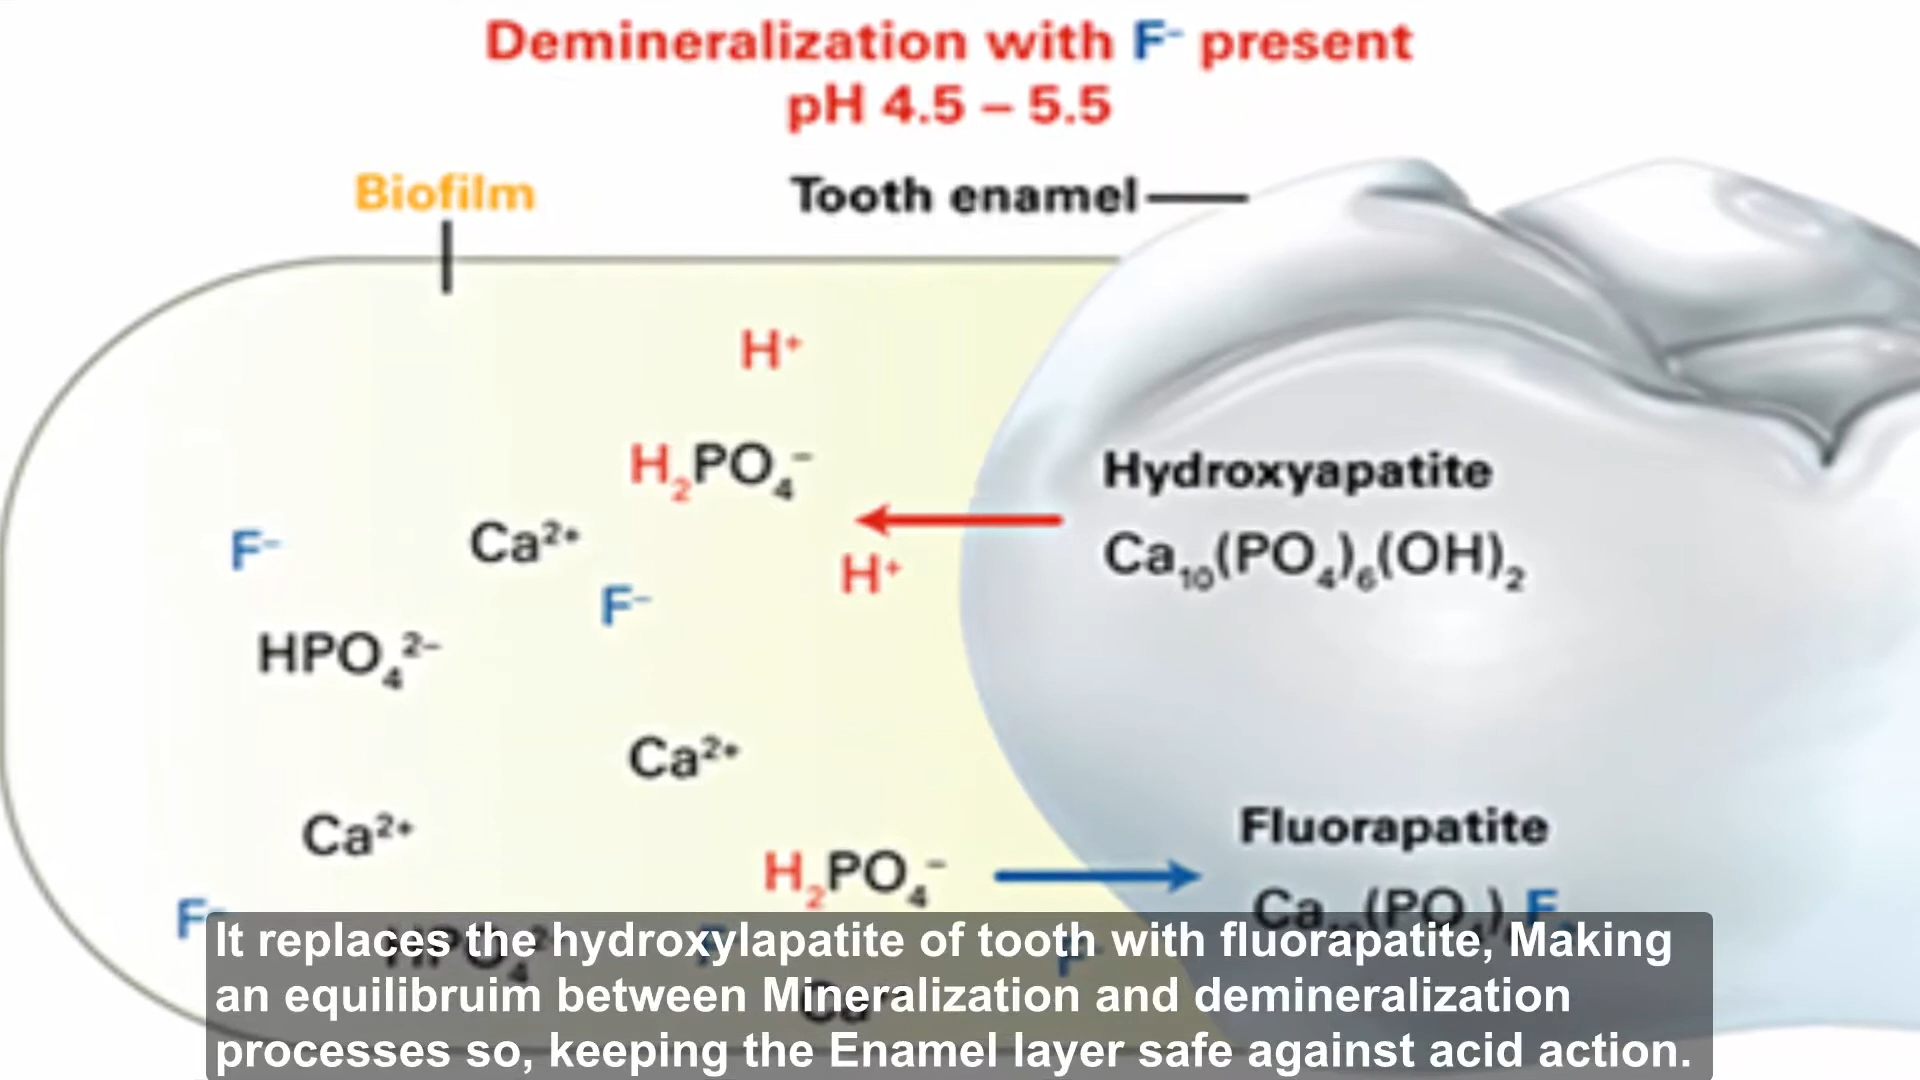 Demineralization with F⁻ present
pH 4.5 – 5.5
Biofilm
Tooth enamel
H⁺
H₂PO₄⁻
Hydroxyapatite
F⁻
Ca²⁺
H⁺
Ca₁₀(PO₄)₆(OH)₂
F⁻
HPO₄²⁻
Ca²⁺
Ca²⁺
Fluorapatite
H₂PO₄⁻
F⁻
It replaces the hydroxylapatite of tooth with fluorapatite, Making
an equilibruim between Mineralization and demineralization
processes so, keeping the Enamel layer safe against acid action.